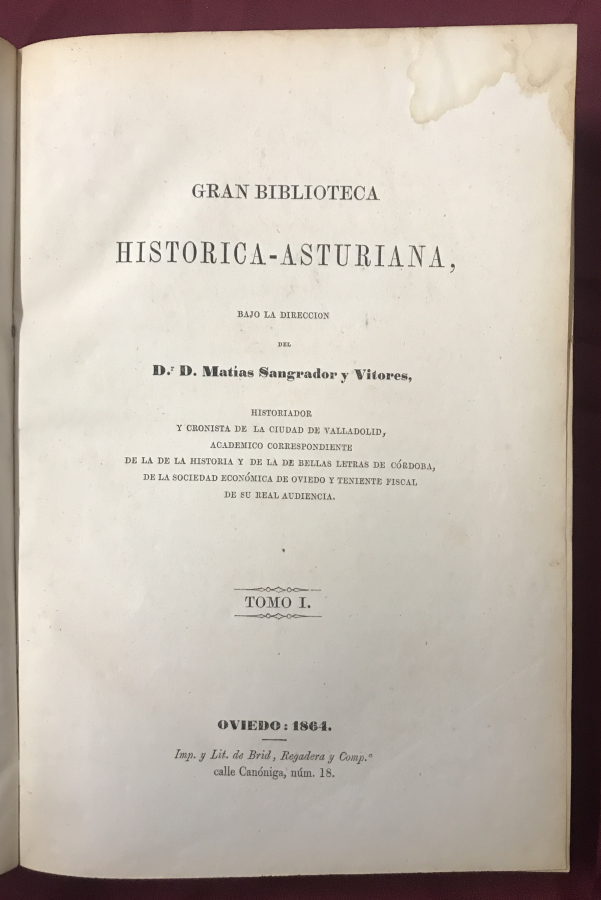 GRAN BIBLIOTECA
HISTORICA-ASTURIANA,
BAJO LA DIRECCION
DEL
D.r D. Matias Sangrador y Vitores,
HISTORIADOR
Y CRONISTA DE LA CIUDAD DE VALLADOLID,
ACADEMICO CORRESPONDIENTE
DE LA DE LA HISTORIA Y DE LA DE BELLAS LETRAS DE CÓRDOBA,
DE LA SOCIEDAD ECONÓMICA DE OVIEDO Y TENIENTE FISCAL
DE SU REAL AUDIENCIA.
TOMO I.
OVIEDO: 1864.
Imp. y Lit. de Brid, Regadera y Comp.ª
calle Canóniga, núm. 18.